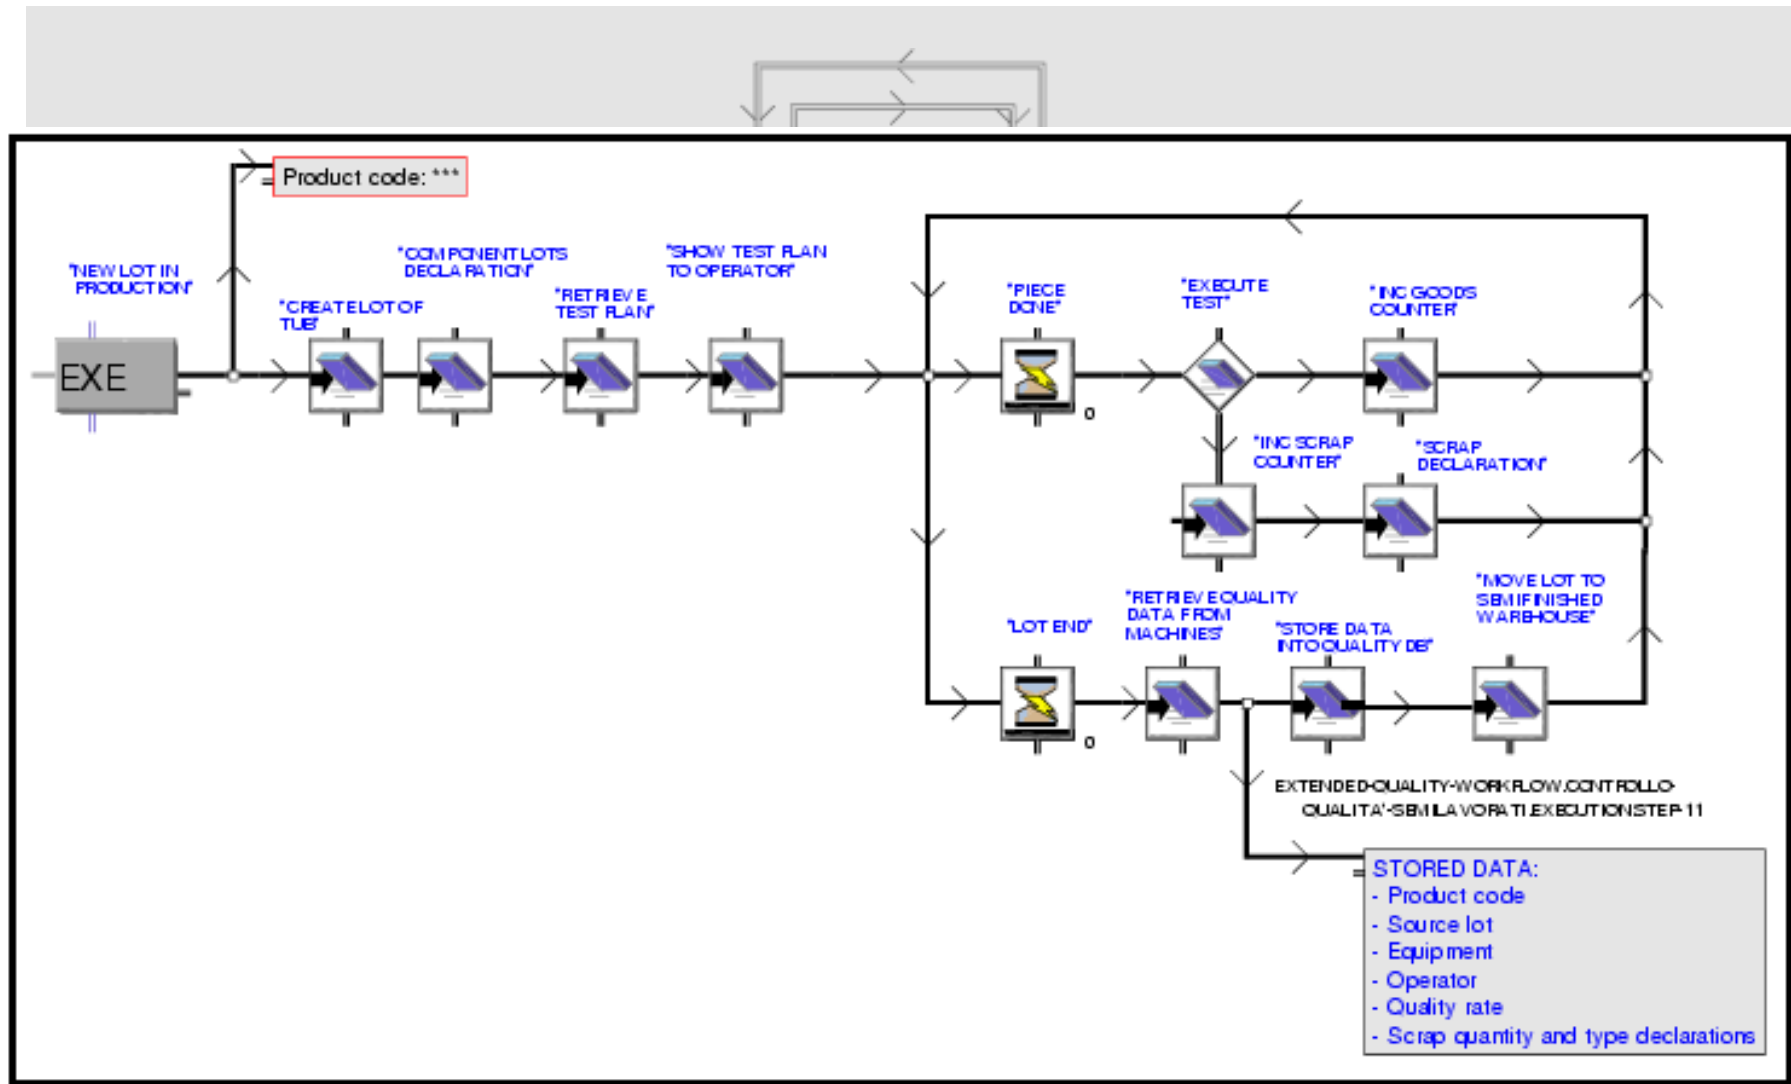 Product code: ***
"NEW LOT IN
PRODUCTION"
EXE
"CREATE LOT OF
TUB"
"COMPONENT LOTS
DECLARATION"
"RETRIEVE
TEST PLAN"
"SHOW TEST PLAN
TO OPERATOR"
"PIECE
DONE"
0
"EXECUTE
TEST"
"INC GOODS
COUNTER"
"INC SCRAP
COUNTER"
"SCRAP
DECLARATION"
"LOT END"
0
"RETRIEVE QUALITY
DATA FROM
MACHINES"
"STORE DATA
INTO QUALITY DB"
"MOVE LOT TO
SEMIFINISHED
WAREHOUSE"
EXTENDED-QUALITY-WORKFLOW.CONTROLLO-
QUALITA'-SEMILAVORATI.EXECUTIONSTEP-11
STORED DATA:
- Product code
- Source lot
- Equipment
- Operator
- Quality rate
- Scrap quantity and type declarations